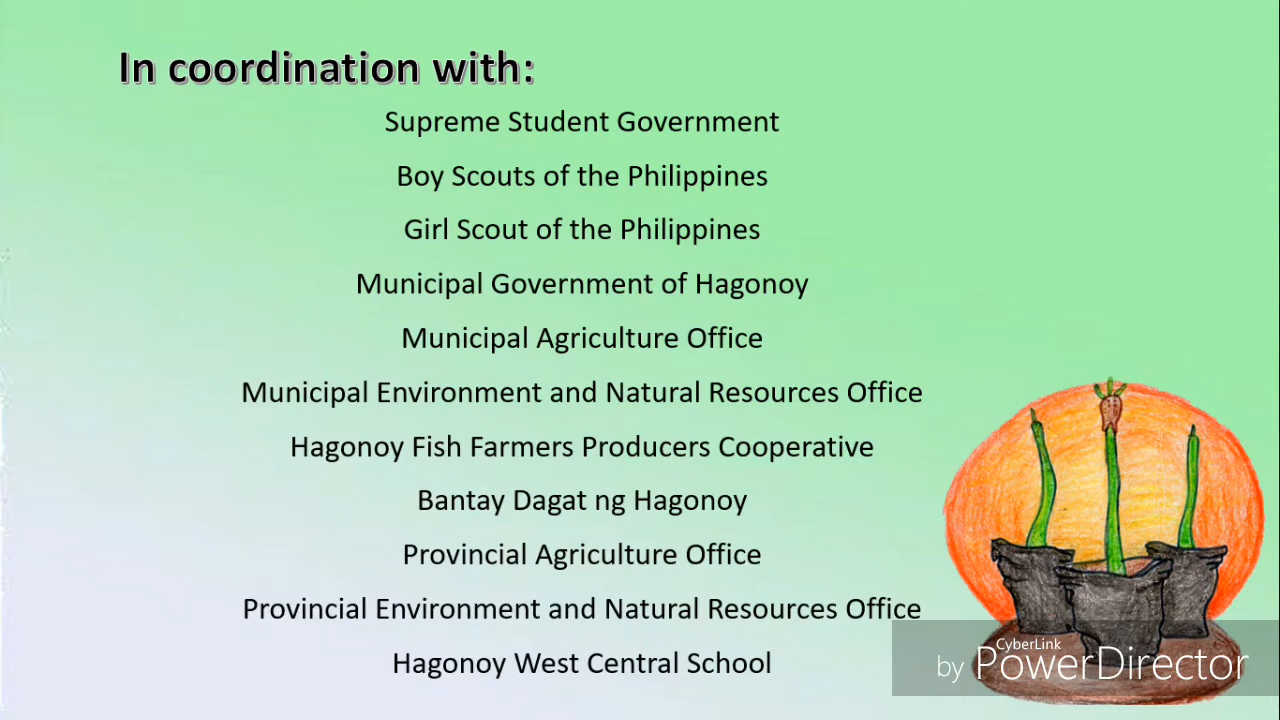 In coordination with:
Supreme Student Government
Boy Scouts of the Philippines
Girl Scout of the Philippines
Municipal Government of Hagonoy
Municipal Agriculture Office
Municipal Environment and Natural Resources Office
Hagonoy Fish Farmers Producers Cooperative
Bantay Dagat ng Hagonoy
Provincial Agriculture Office
Provincial Environment and Natural Resources Office
Hagonoy West Central School
CyberLink
by PowerDirector